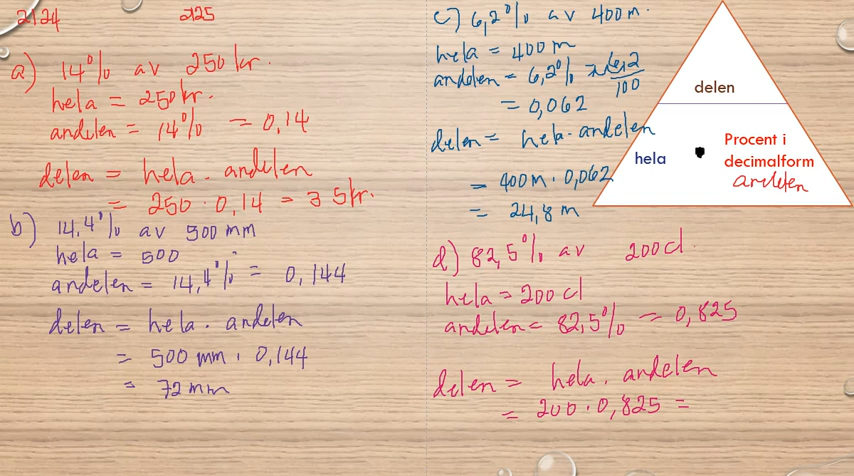 2124 2125
a) 14% av 250 kr.
hela = 250 kr.
andelen = 14% = 0,14
delen = hela · andelen
= 250 · 0,14 = 35 kr.
b) 14,4% av 500 mm
hela = 500
andelen = 14,4% = 0,144
delen = hela · andelen
= 500 mm · 0,144
= 72 mm
c) 6,2% av 400 m.
hela = 400 m
andelen = 6,2% = 6,2/100
= 0,062
delen = hela · andelen
= 400 m · 0,062
= 24,8 m
d) 82,5% av 200 cl
hela = 200 cl
andelen = 82,5% = 0,825
delen = hela · andelen
= 200 · 0,825 =
delen
hela · Procent i
decimalform
andelen